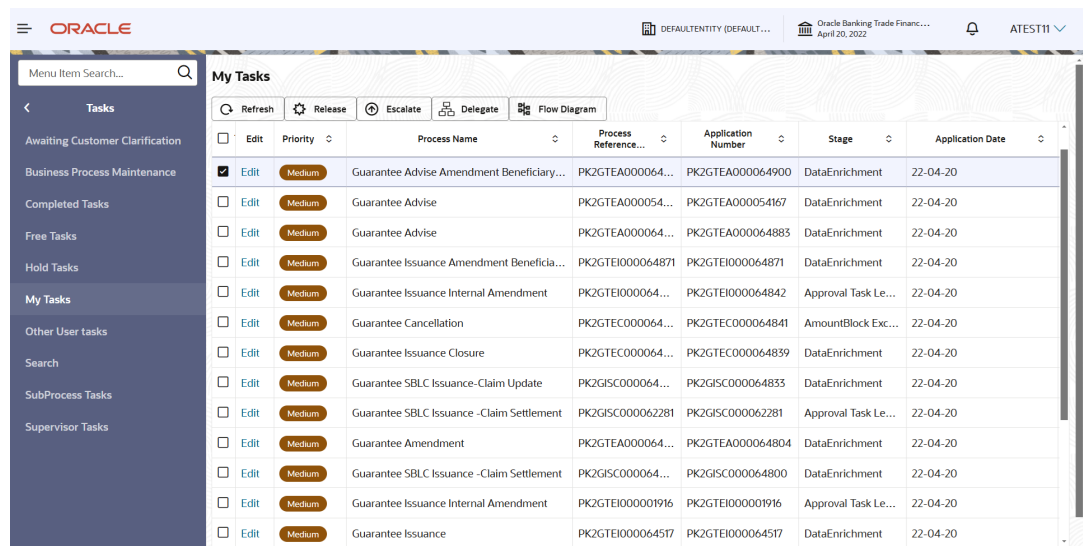 ORACLE
DEFAULTENTITY (DEFAULT...
Oracle Banking Trade Financ...
April 20, 2022
ATEST11
Menu Item Search...
Tasks
Awaiting Customer Clarification
Business Process Maintenance
Completed Tasks
Free Tasks
Hold Tasks
My Tasks
Other User tasks
Search
SubProcess Tasks
Supervisor Tasks
My Tasks
Refresh Release Escalate Delegate Flow Diagram
Edit Priority Process Name Process Reference... Application Number Stage Application Date
Edit Medium Guarantee Advise Amendment Beneficiary... PK2GTEA000064... PK2GTEA000064900 DataEnrichment 22-04-20
Edit Medium Guarantee Advise PK2GTEA000054... PK2GTEA000054167 DataEnrichment 22-04-20
Edit Medium Guarantee Advise PK2GTEA000064... PK2GTEA000064883 DataEnrichment 22-04-20
Edit Medium Guarantee Issuance Amendment Beneficia... PK2GTEI000064871 PK2GTEI000064871 DataEnrichment 22-04-20
Edit Medium Guarantee Issuance Internal Amendment PK2GTEI000064... PK2GTEI000064842 Approval Task Le... 22-04-20
Edit Medium Guarantee Cancellation PK2GTEC000064... PK2GTEC000064841 AmountBlock Exc... 22-04-20
Edit Medium Guarantee Issuance Closure PK2GTEC000064... PK2GTEC000064839 DataEnrichment 22-04-20
Edit Medium Guarantee SBLC Issuance-Claim Update PK2GISC000064... PK2GISC000064833 DataEnrichment 22-04-20
Edit Medium Guarantee SBLC Issuance -Claim Settlement PK2GISC000062281 PK2GISC000062281 Approval Task Le... 22-04-20
Edit Medium Guarantee Amendment PK2GTEA000064... PK2GTEA000064804 DataEnrichment 22-04-20
Edit Medium Guarantee SBLC Issuance -Claim Settlement PK2GISC000064... PK2GISC000064800 DataEnrichment 22-04-20
Edit Medium Guarantee Issuance Internal Amendment PK2GTEI000001916 PK2GTEI000001916 Approval Task Le... 22-04-20
Edit Medium Guarantee Issuance PK2GTEI000064517 PK2GTEI000064517 DataEnrichment 22-04-20